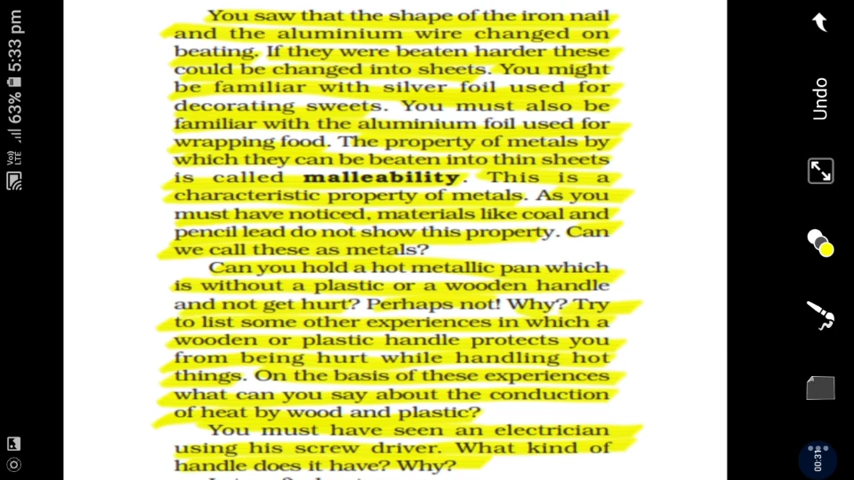 You saw that the shape of the iron nail
and the aluminium wire changed on
beating. If they were beaten harder these
could be changed into sheets. You might
be familiar with silver foil used for
decorating sweets. You must also be
familiar with the aluminium foil used for
wrapping food. The property of metals by
which they can be beaten into thin sheets
is called malleability. This is a
characteristic property of metals. As you
must have noticed, materials like coal and
pencil lead do not show this property. Can
we call these as metals?
Can you hold a hot metallic pan which
is without a plastic or a wooden handle
and not get hurt? Perhaps not! Why? Try
to list some other experiences in which a
wooden or plastic handle protects you
from being hurt while handling hot
things. On the basis of these experiences
what can you say about the conduction
of heat by wood and plastic?
You must have seen an electrician
using his screw driver. What kind of
handle does it have? Why?
Vo) LTE 63% 5:33 pm
Undo
00:31